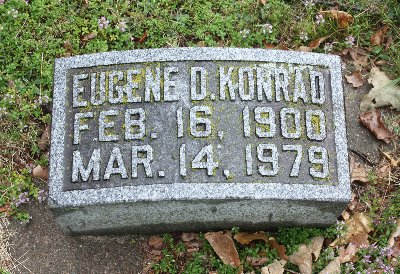 EUGENE D. KONRAD
FEB. 16, 1900
MAR. 14, 1979